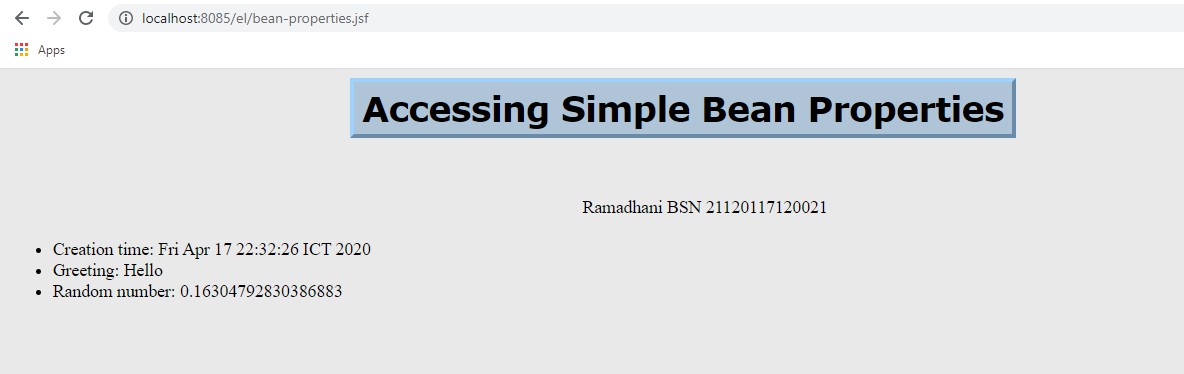 localhost:8085/el/bean-properties.jsf
Apps
Accessing Simple Bean Properties
Ramadhani BSN 21120117120021
• Creation time: Fri Apr 17 22:32:26 ICT 2020
• Greeting: Hello
• Random number: 0.16304792830386883